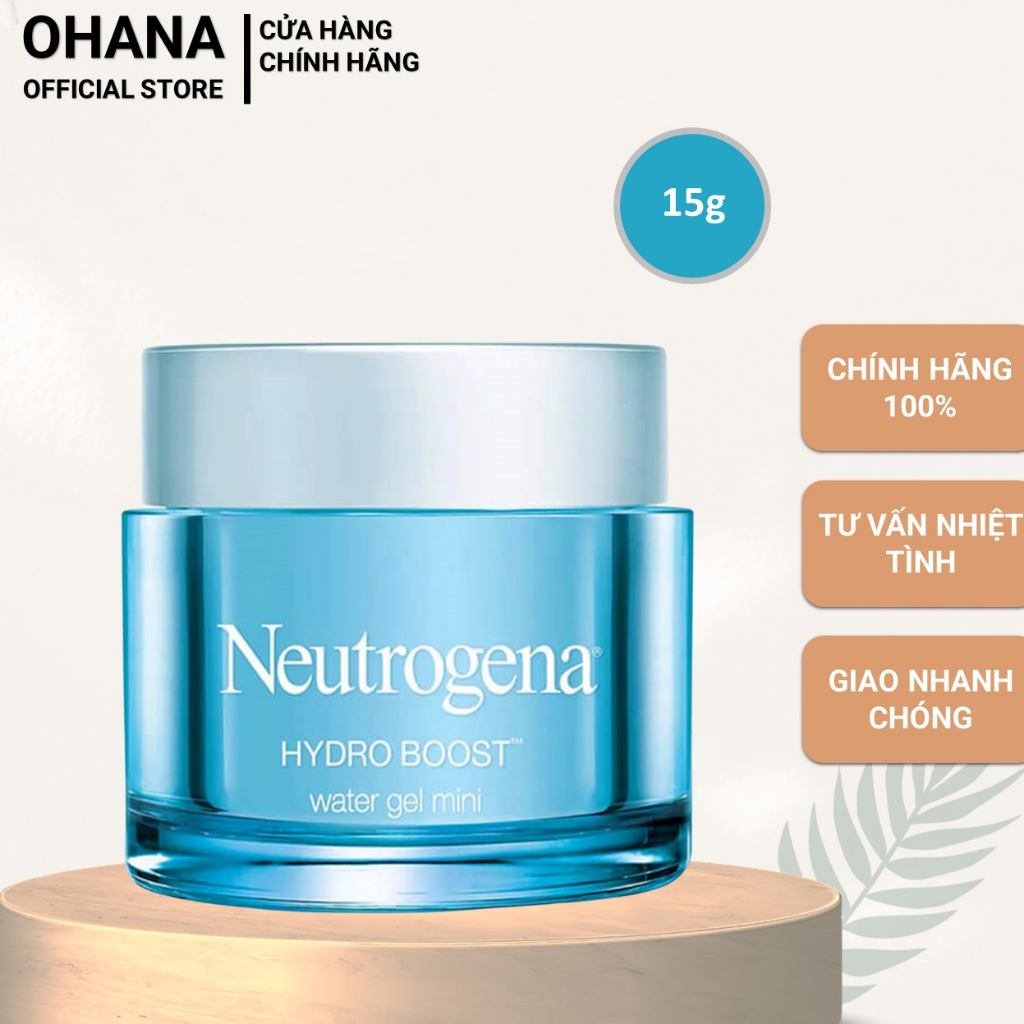 OHANA
OFFICIAL STORE
CỬA HÀNG
CHÍNH HÃNG
15g
CHÍNH HÃNG
100%
TƯ VẤN NHIỆT
TÌNH
GIAO NHANH
CHÓNG
Neutrogena®
HYDRO BOOST™
water gel mini